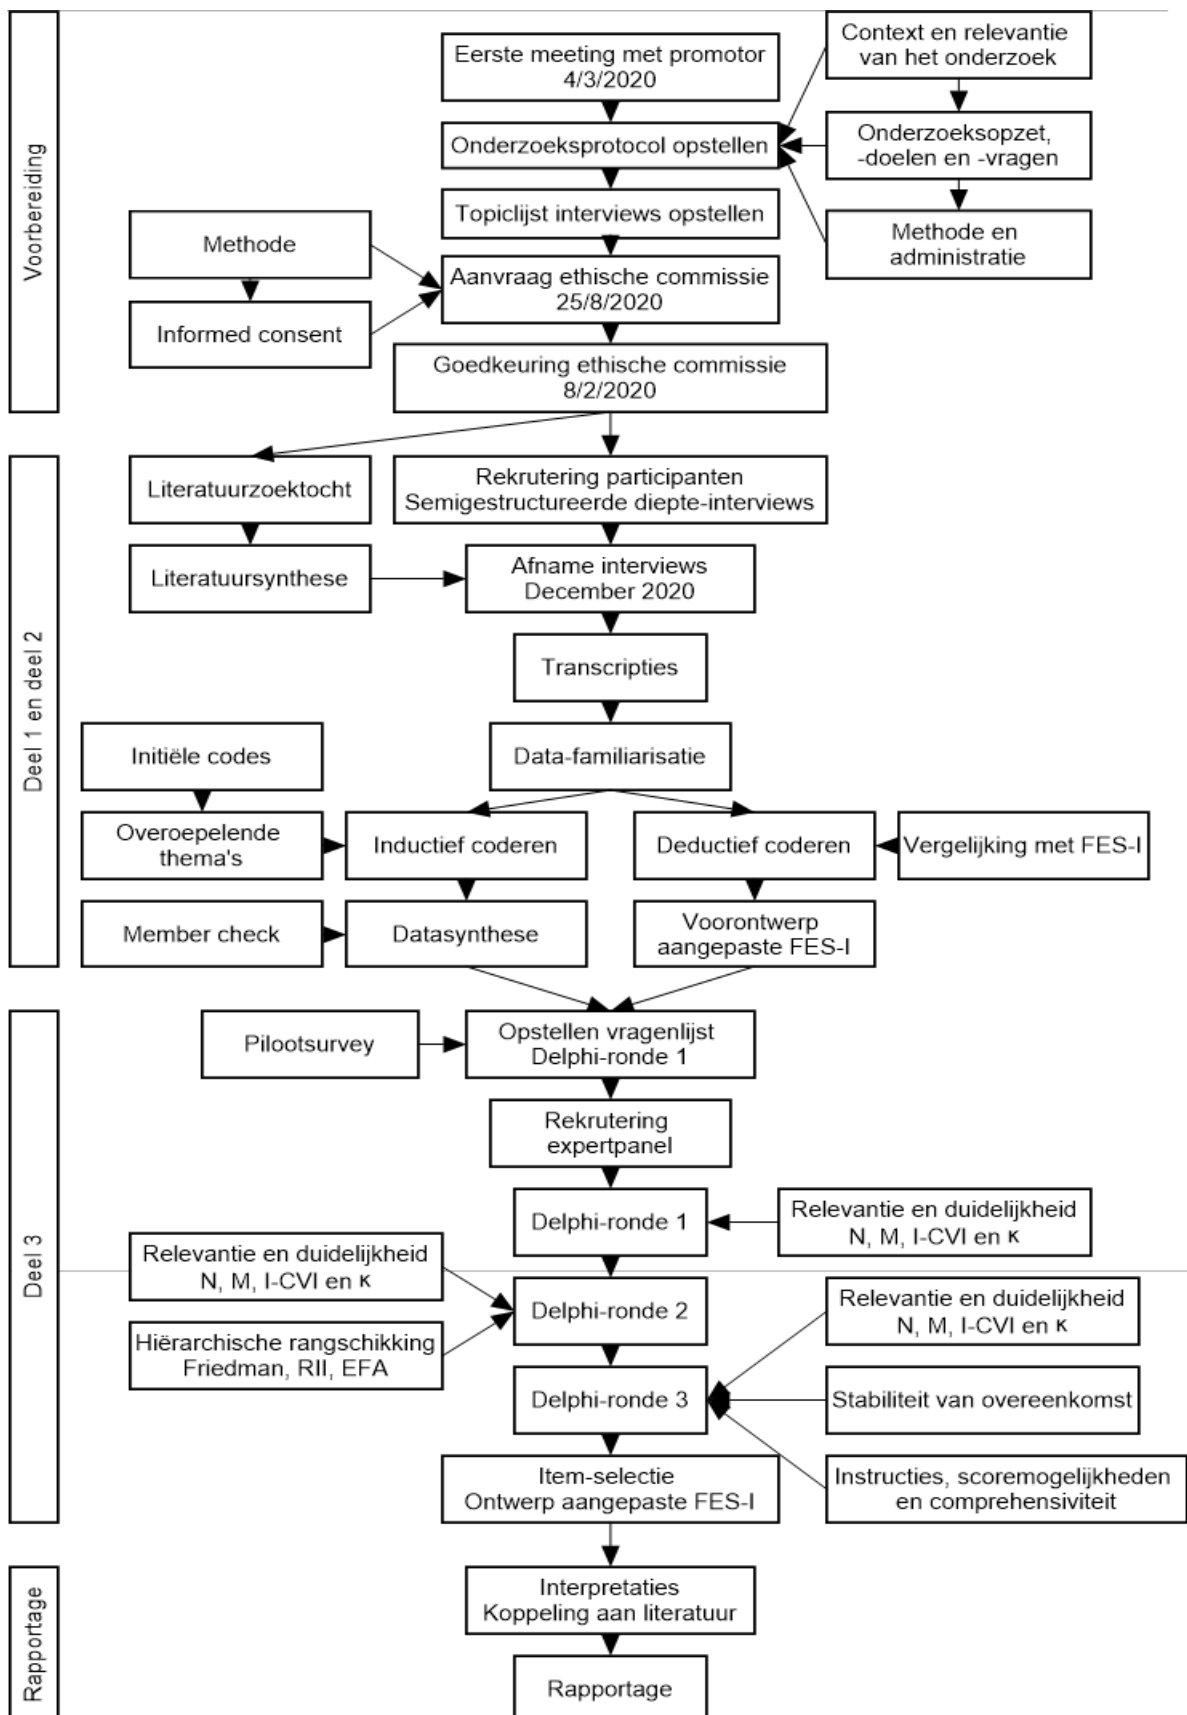 Voorbereiding
Eerste meeting met promotor
4/3/2020
Context en relevantie
van het onderzoek
Onderzoeksprotocol opstellen
Onderzoeksopzet,
-doelen en -vragen
Topiclijst interviews opstellen
Methode en
administratie
Methode
Aanvraag ethische commissie
25/8/2020
Informed consent
Goedkeuring ethische commissie
8/2/2020
Deel 1 en deel 2
Literatuurzoektocht
Rekrutering participanten
Semigestructureerde diepte-interviews
Literatuursynthese
Afname interviews
December 2020
Transcripties
Initiële codes
Data-familiarisatie
Overoepelende
thema's
Inductief coderen
Deductief coderen
Vergelijking met FES-I
Member check
Datasynthese
Voorontwerp
aangepaste FES-I
Deel 3
Pilootsurvey
Opstellen vragenlijst
Delphi-ronde 1
Rekrutering
expertpanel
Delphi-ronde 1
Relevantie en duidelijkheid
N, M, I-CVI en κ
Relevantie en duidelijkheid
N, M, I-CVI en κ
Delphi-ronde 2
Relevantie en duidelijkheid
N, M, I-CVI en κ
Hiërarchische rangschikking
Friedman, RII, EFA
Delphi-ronde 3
Stabiliteit van overeenkomst
Item-selectie
Ontwerp aangepaste FES-I
Instructies, scoremogelijkheden
en comprehensiviteit
Rapportage
Interpretaties
Koppeling aan literatuur
Rapportage